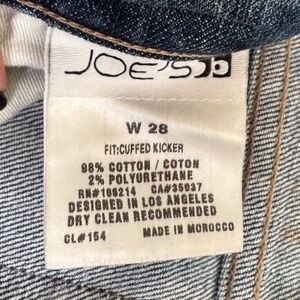 JOE'S
W 28
FIT:CUFFED KICKER
98% COTTON / COTON
2% POLYURETHANE
RN#106214 CA#35037
DESIGNED IN LOS ANGELES
DRY CLEAN RECOMMENDED
CL#154 MADE IN MOROCCO